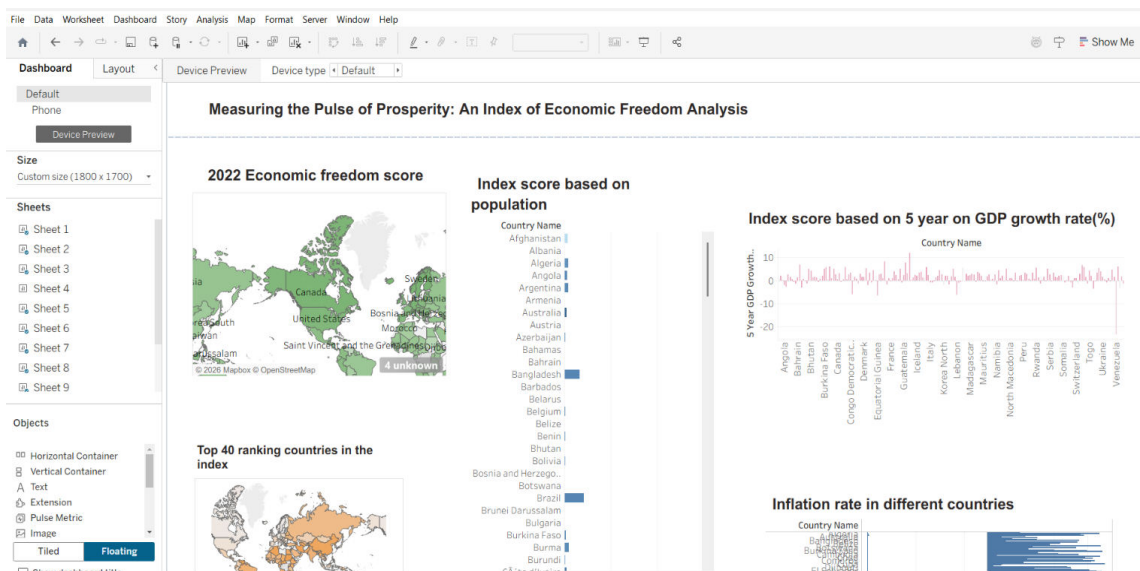 File Data Worksheet Dashboard Story Analysis Map Format Server Window Help
Show Me
Dashboard Layout
Device Preview Device type Default
Default
Phone
Device Preview
Size
Custom size (1800 x 1700)
Sheets
Sheet 1
Sheet 2
Sheet 3
Sheet 4
Sheet 5
Sheet 6
Sheet 7
Sheet 8
Sheet 9
Objects
Horizontal Container
Vertical Container
Text
Extension
Pulse Metric
Image
Tiled Floating
Measuring the Pulse of Prosperity: An Index of Economic Freedom Analysis
2022 Economic freedom score
Sweden
Canada
United States
Morocco
Saint Vincent and the Grenadines
© 2026 Mapbox © OpenStreetMap
4 unknown
Top 40 ranking countries in the
index
Index score based on
population
Country Name
Afghanistan
Albania
Algeria
Angola
Argentina
Armenia
Australia
Austria
Azerbaijan
Bahamas
Bahrain
Bangladesh
Barbados
Belarus
Belgium
Belize
Benin
Bhutan
Bolivia
Bosnia and Herzego..
Botswana
Brazil
Brunei Darussalam
Bulgaria
Burkina Faso
Burma
Burundi
Index score based on 5 year on GDP growth rate(%)
Country Name
5 Year GDP Growth..
10
0
-10
-20
Angola
Bahrain
Bhutan
Burkina Faso
Canada
Congo Democratic..
Denmark
Equatorial Guinea
France
Guatemala
Iceland
Italy
Korea North
Lebanon
Madagascar
Mauritius
Namibia
North Macedonia
Peru
Rwanda
Serbia
Somalia
Switzerland
Togo
Ukraine
Venezuela
Inflation rate in different countries
Country Name